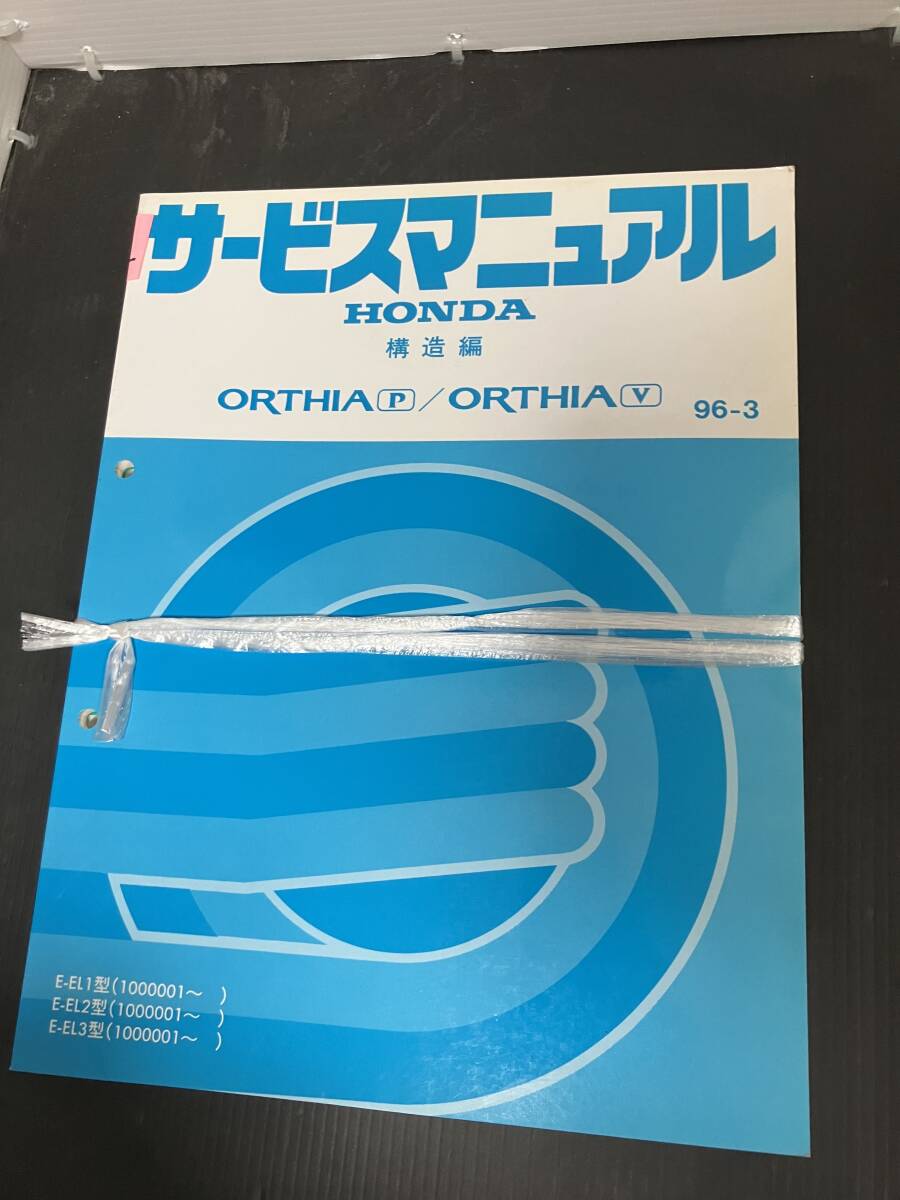 サービスマニュアル
HONDA
構造編
ORTHIA P / ORTHIA V 96-3
E-EL1型(1000001～ )
E-EL2型(1000001～ )
E-EL3型(1000001～ )